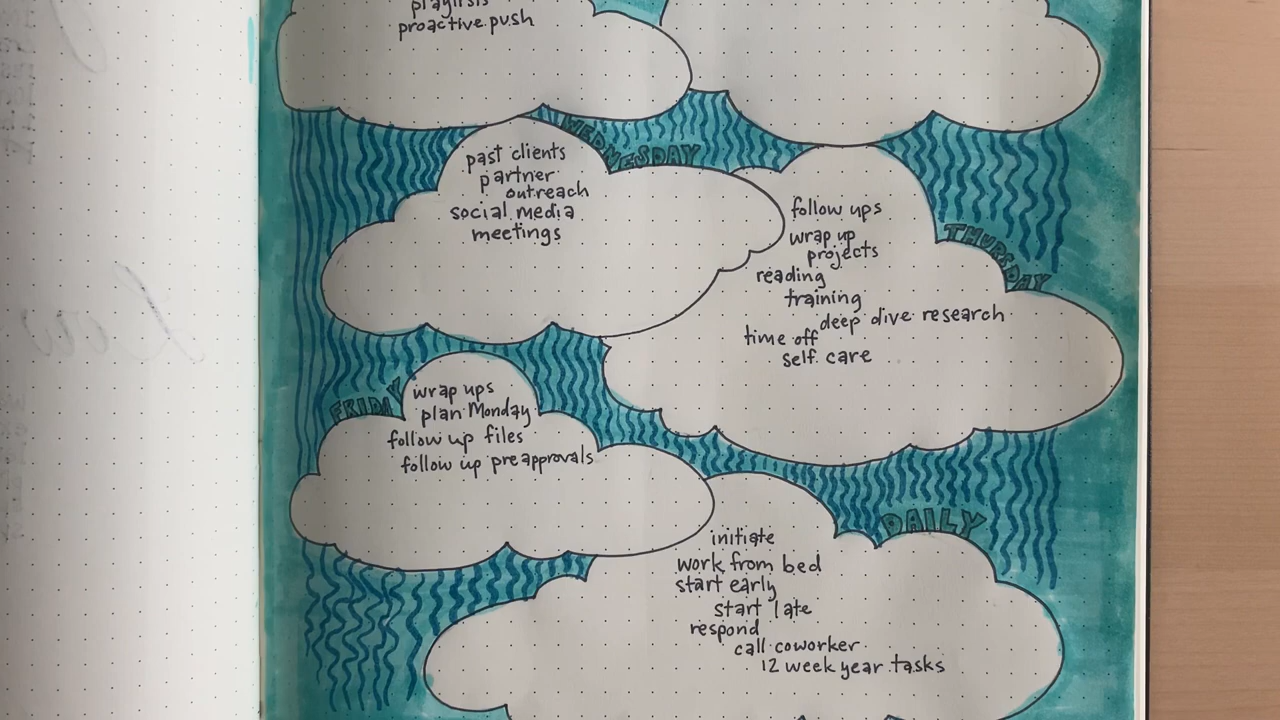 playlists
proactive push
WEDNESDAY
past clients
partner
outreach
social media
meetings
THURSDAY
follow ups
wrap up
projects
reading
training
deep dive research
time off
self care
FRIDAY
wrap ups
plan Monday
follow up files
follow up preapprovals
DAILY
initiate
work from bed
start early
start late
respond
call coworker
12 week year tasks